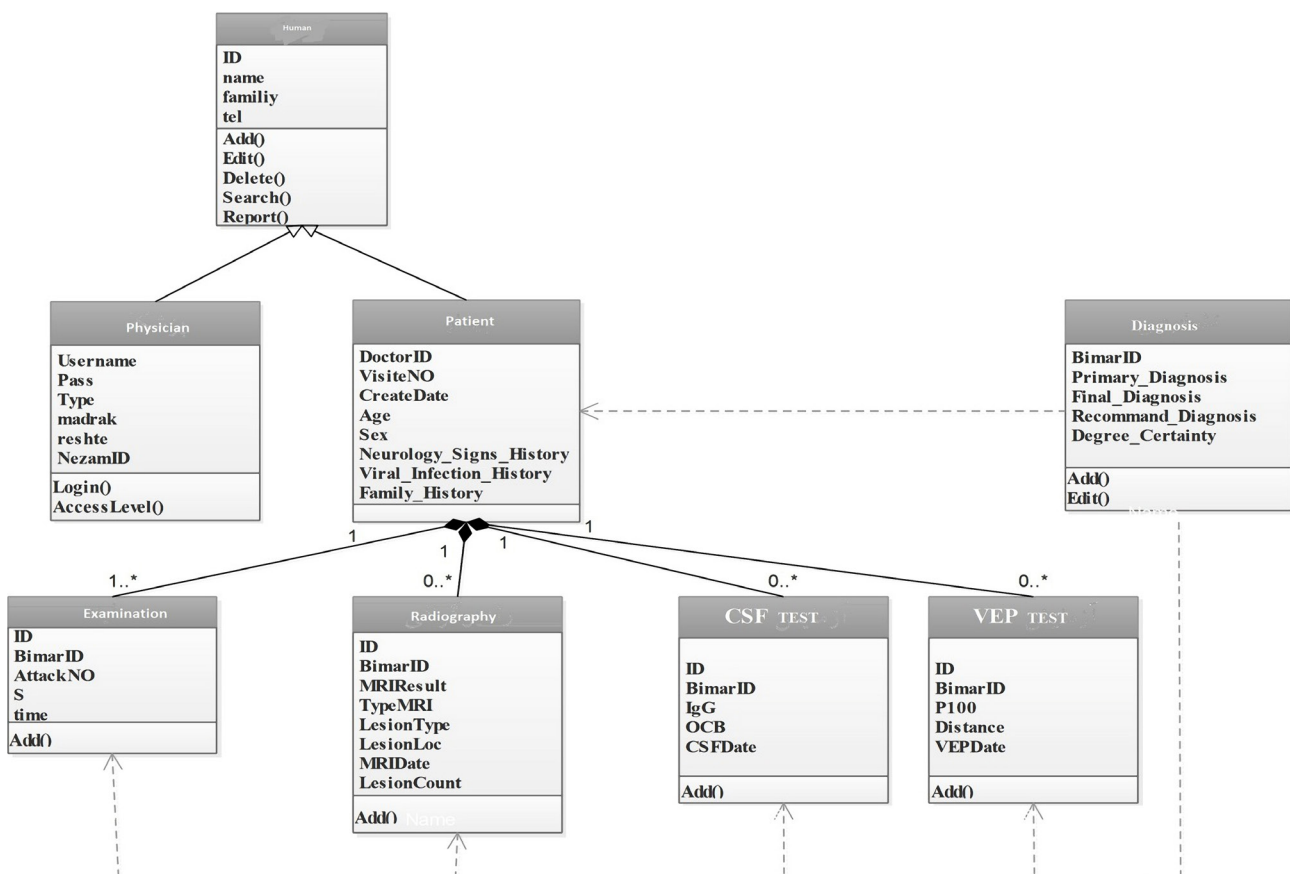 Human
ID
name
familiy
tel
Add()
Edit()
Delete()
Search()
Report()
Physician
Username
Pass
Type
madrak
reshte
NezamID
Login()
AccessLevel()
Patient
DoctorID
VisiteNO
CreateDate
Age
Sex
Neurology_Signs_History
Viral_Infection_History
Family_History
Diagnosis
BimarID
Primary_Diagnosis
Final_Diagnosis
Recommand_Diagnosis
Degree_Certainty
Add()
Edit()
1
1
1
1
1..*
0..*
0..*
0..*
Examination
ID
BimarID
AttackNO
S
time
Add()
Radiography
ID
BimarID
MRIResult
TypeMRI
LesionType
LesionLoc
MRIDate
LesionCount
Add()
Name
CSF TEST
ID
BimarID
IgG
OCB
CSFDate
Add()
VEP TEST
ID
BimarID
P100
Distance
VEPDate
Add()